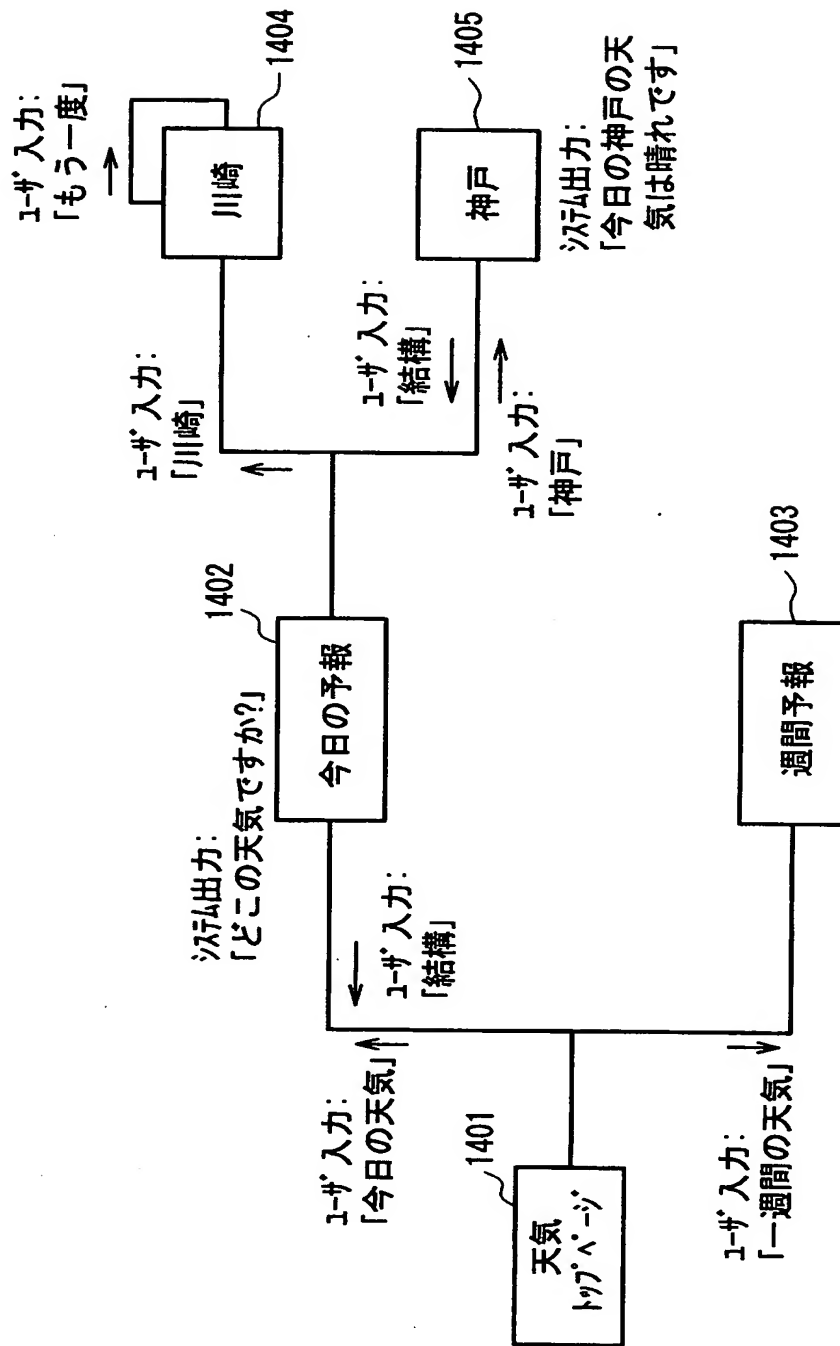 天気
トップページ
1401
ユーザ入力:
「今日の天気」
ユーザ入力:
「一週間の天気」
システム出力:
「どこの天気ですか?」
ユーザ入力:
「結構」
今日の予報
1402
週間予報
1403
ユーザ入力:
「川崎」
ユーザ入力:
「結構」
ユーザ入力:
「神戸」
ユーザ入力:
「もう一度」
川崎
1404
神戸
1405
システム出力:
「今日の神戸の天
気は晴れです」